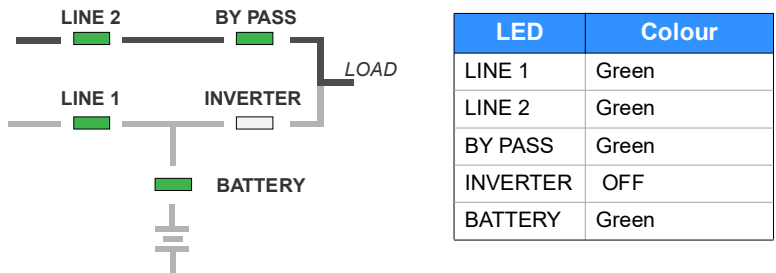 LINE 2 BY PASS
LOAD
LINE 1 INVERTER
BATTERY
LED Colour
LINE 1 Green
LINE 2 Green
BY PASS Green
INVERTER OFF
BATTERY Green